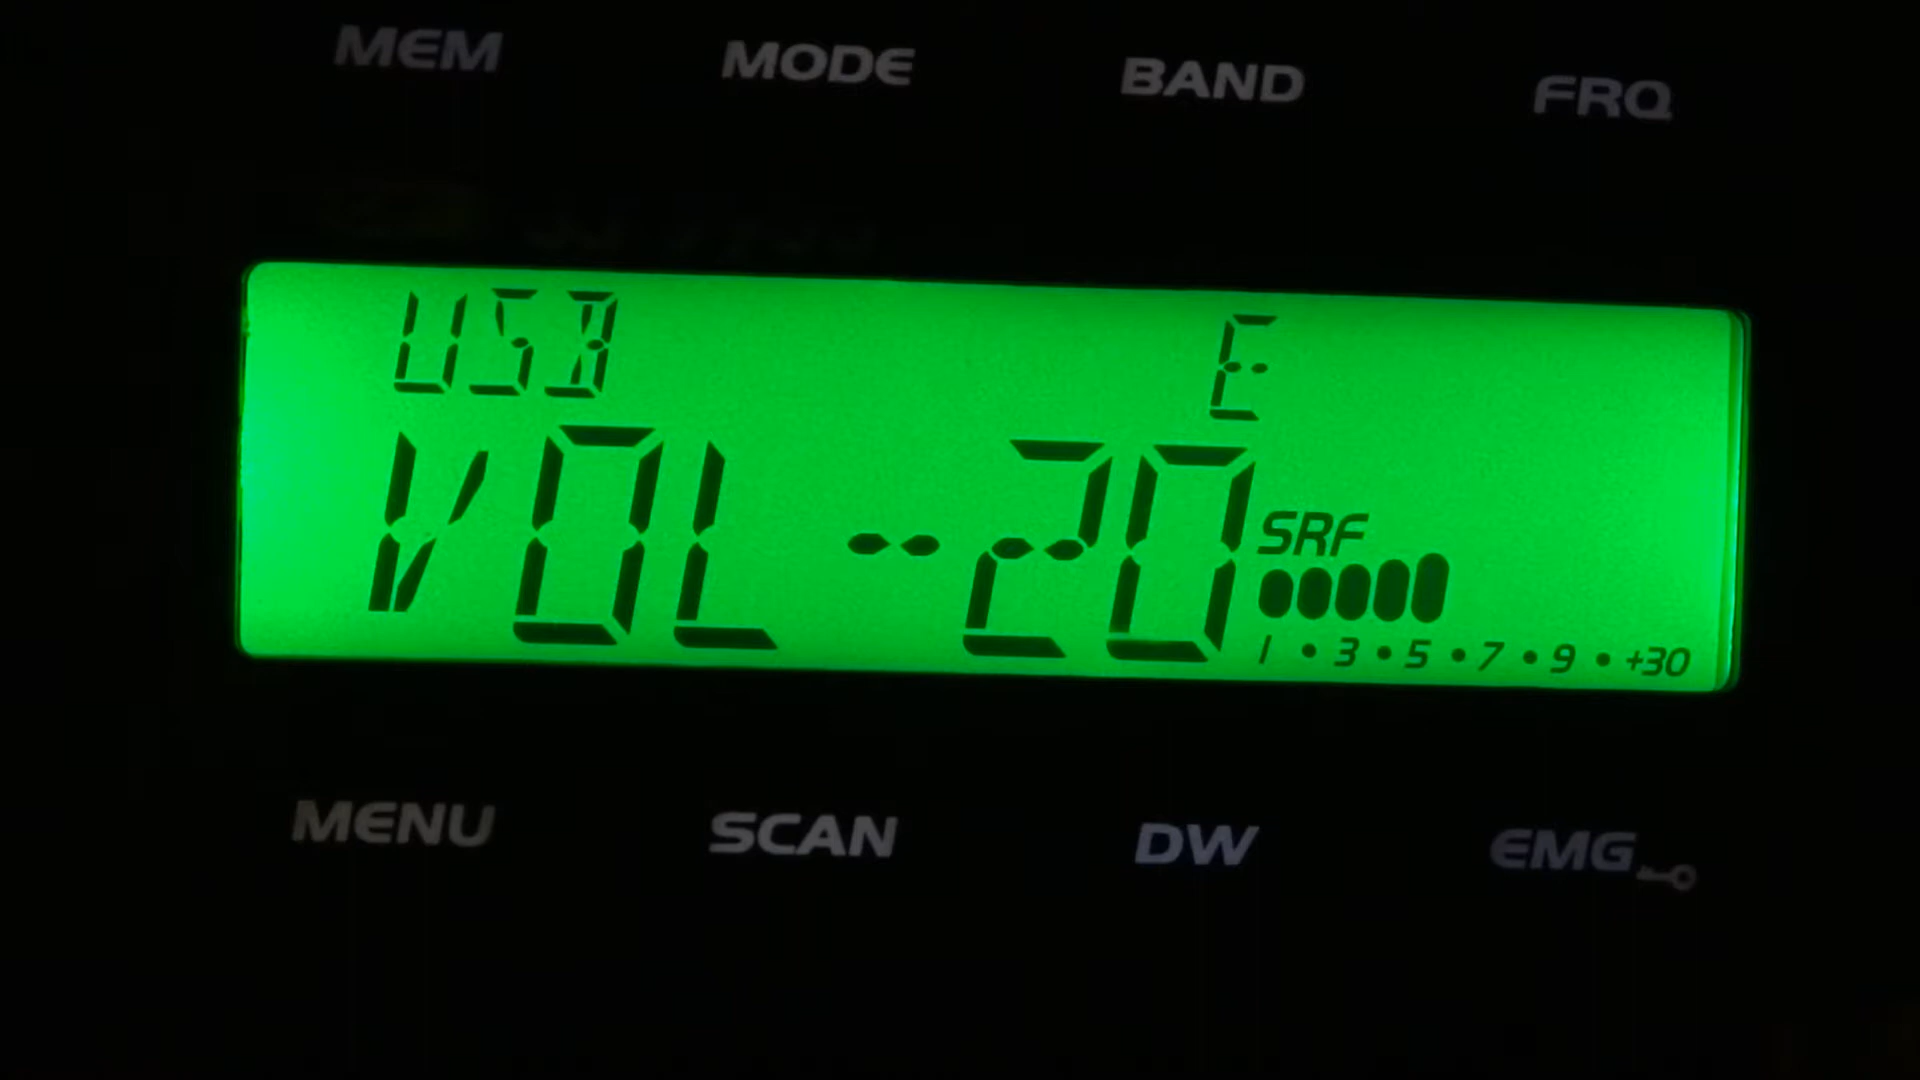 MEM MODE BAND FRQ
USB E
VOL -20
SRF
1 • 3 • 5 • 7 • 9 • +30
MENU SCAN DW EMG